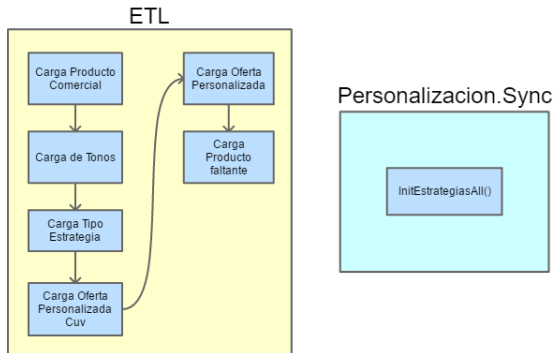 ETL
Carga Producto
Comercial
Carga de Tonos
Carga Tipo
Estrategia
Carga Oferta
Personalizada
Cuv
Carga Oferta
Personalizada
Carga
Producto
faltante
Personalizacion.Sync
InitEstrategiasAll()